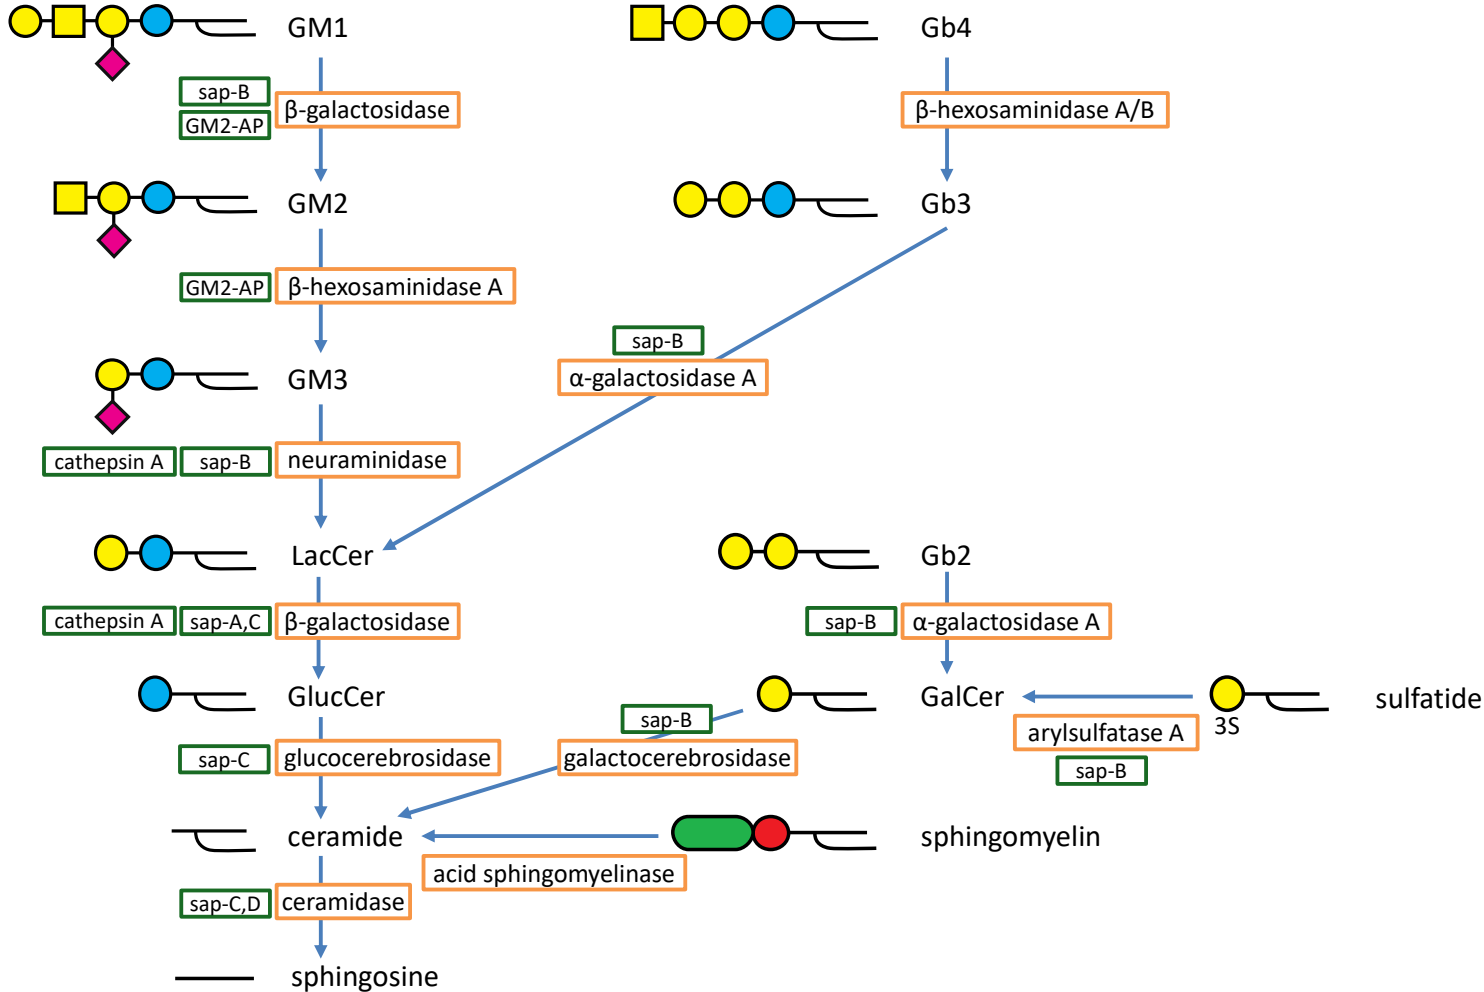 GM1
Gb4
sap-B
GM2-AP
β-galactosidase
β-hexosaminidase A/B
GM2
Gb3
GM2-AP
β-hexosaminidase A
sap-B
α-galactosidase A
GM3
cathepsin A
sap-B
neuraminidase
LacCer
Gb2
cathepsin A
sap-A,C
β-galactosidase
sap-B
α-galactosidase A
GlucCer
GalCer
3S
sulfatide
sap-B
arylsulfatase A
sap-B
sap-C
glucocerebrosidase
galactocerebrosidase
ceramide
sphingomyelin
acid sphingomyelinase
sap-C,D
ceramidase
sphingosine